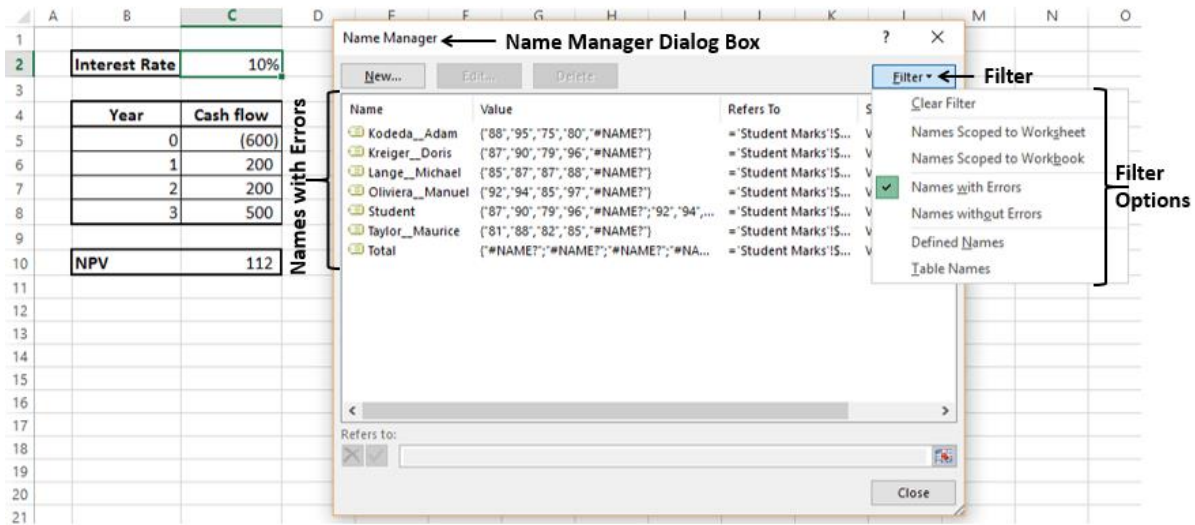 A B C D E F G H I J K L M N O
1
2 Interest Rate 10%
3
4 Year Cash flow
5 0 (600)
6 1 200
7 2 200
8 3 500
9
10 NPV 112
11
12
13
14
15
16
17
18
19
20
21
Names with Errors
Name Manager
Name Manager Dialog Box
? ×
New... Edit... Delete Filter
Filter
Name Value Refers To
Kodeda__Adam {"88","95","75","80","#NAME?"} ='Student Marks'!$...
Kreiger__Doris {"87","90","79","96","#NAME?"} ='Student Marks'!$...
Lange__Michael {"85","87","87","88","#NAME?"} ='Student Marks'!$...
Oliviera__Manuel {"92","94","85","97","#NAME?"} ='Student Marks'!$...
Student {"87","90","79","96","#NAME?";"92","94",... ='Student Marks'!$...
Taylor__Maurice {"81","88","82","85","#NAME?"} ='Student Marks'!$...
Total {"#NAME?";"#NAME?";"#NAME?";"#NA... ='Student Marks'!$...
Clear Filter
Names Scoped to Worksheet
Names Scoped to Workbook
Names with Errors
Names without Errors
Defined Names
Table Names
Filter
Options
Refers to:
Close